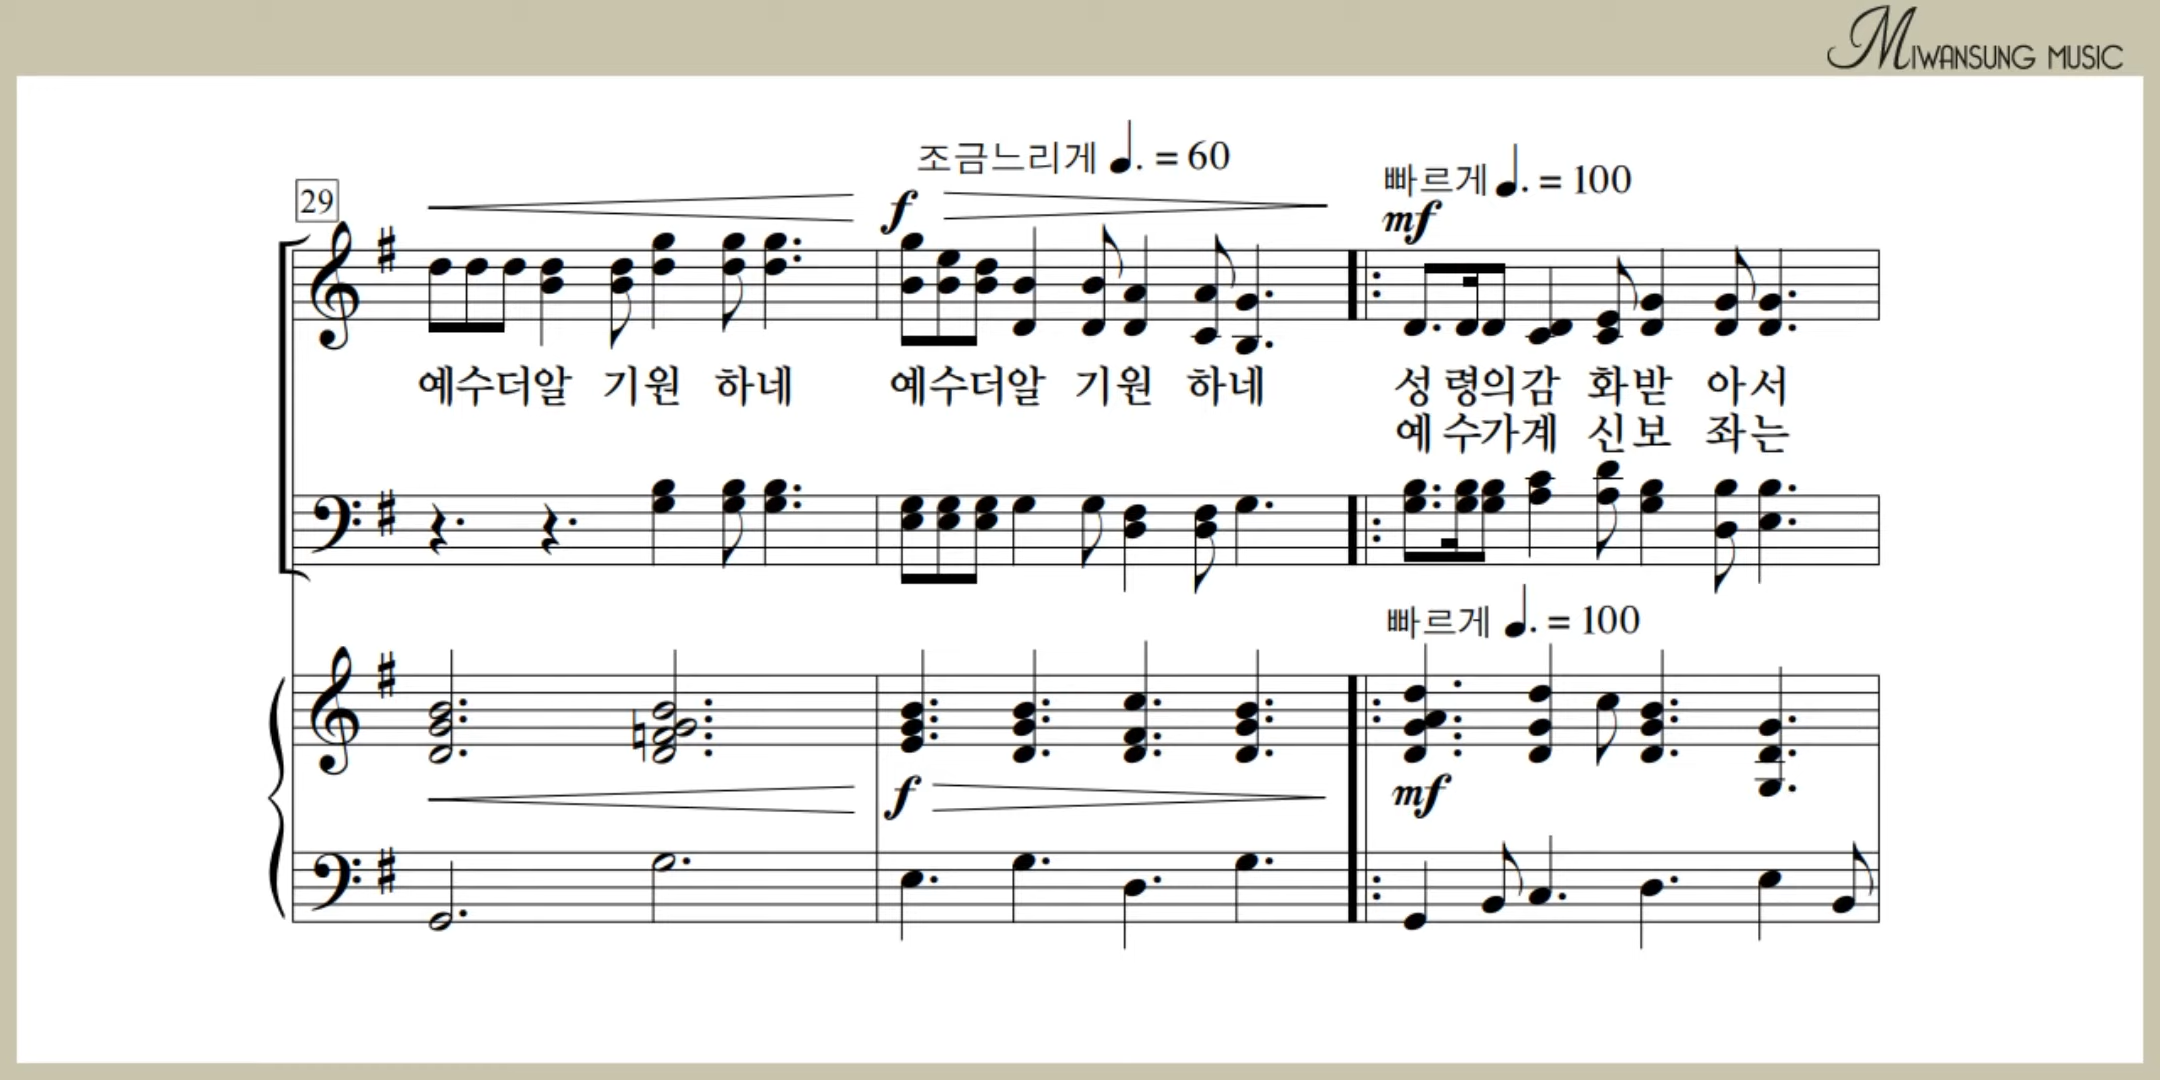 MIWANSUNG MUSIC
조금느리게 ♩. = 60
빠르게 ♩. = 100
29
f
mf
예수더알 기원 하네 예수더알 기원 하네 성 령의감 화받 아서
예 수가계 신보 좌는
빠르게 ♩. = 100
f
mf